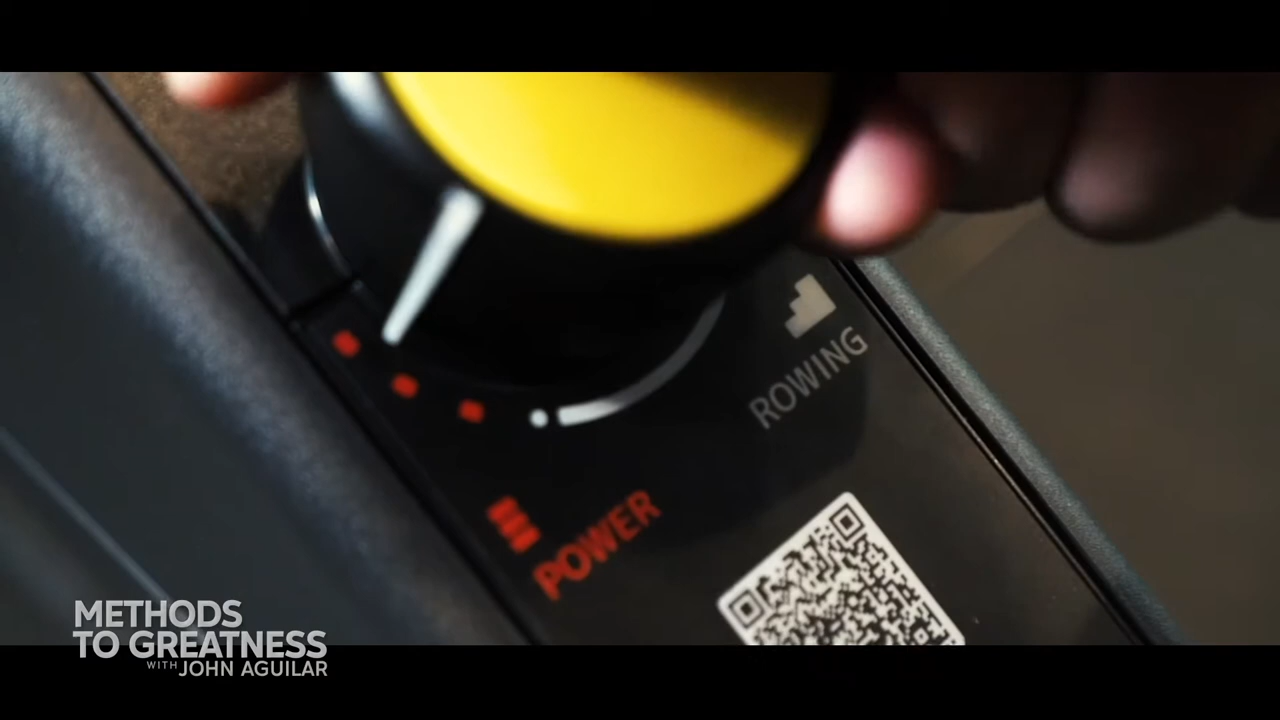 ROWING
POWER
METHODS
TO GREATNESS
WITH JOHN AGUILAR